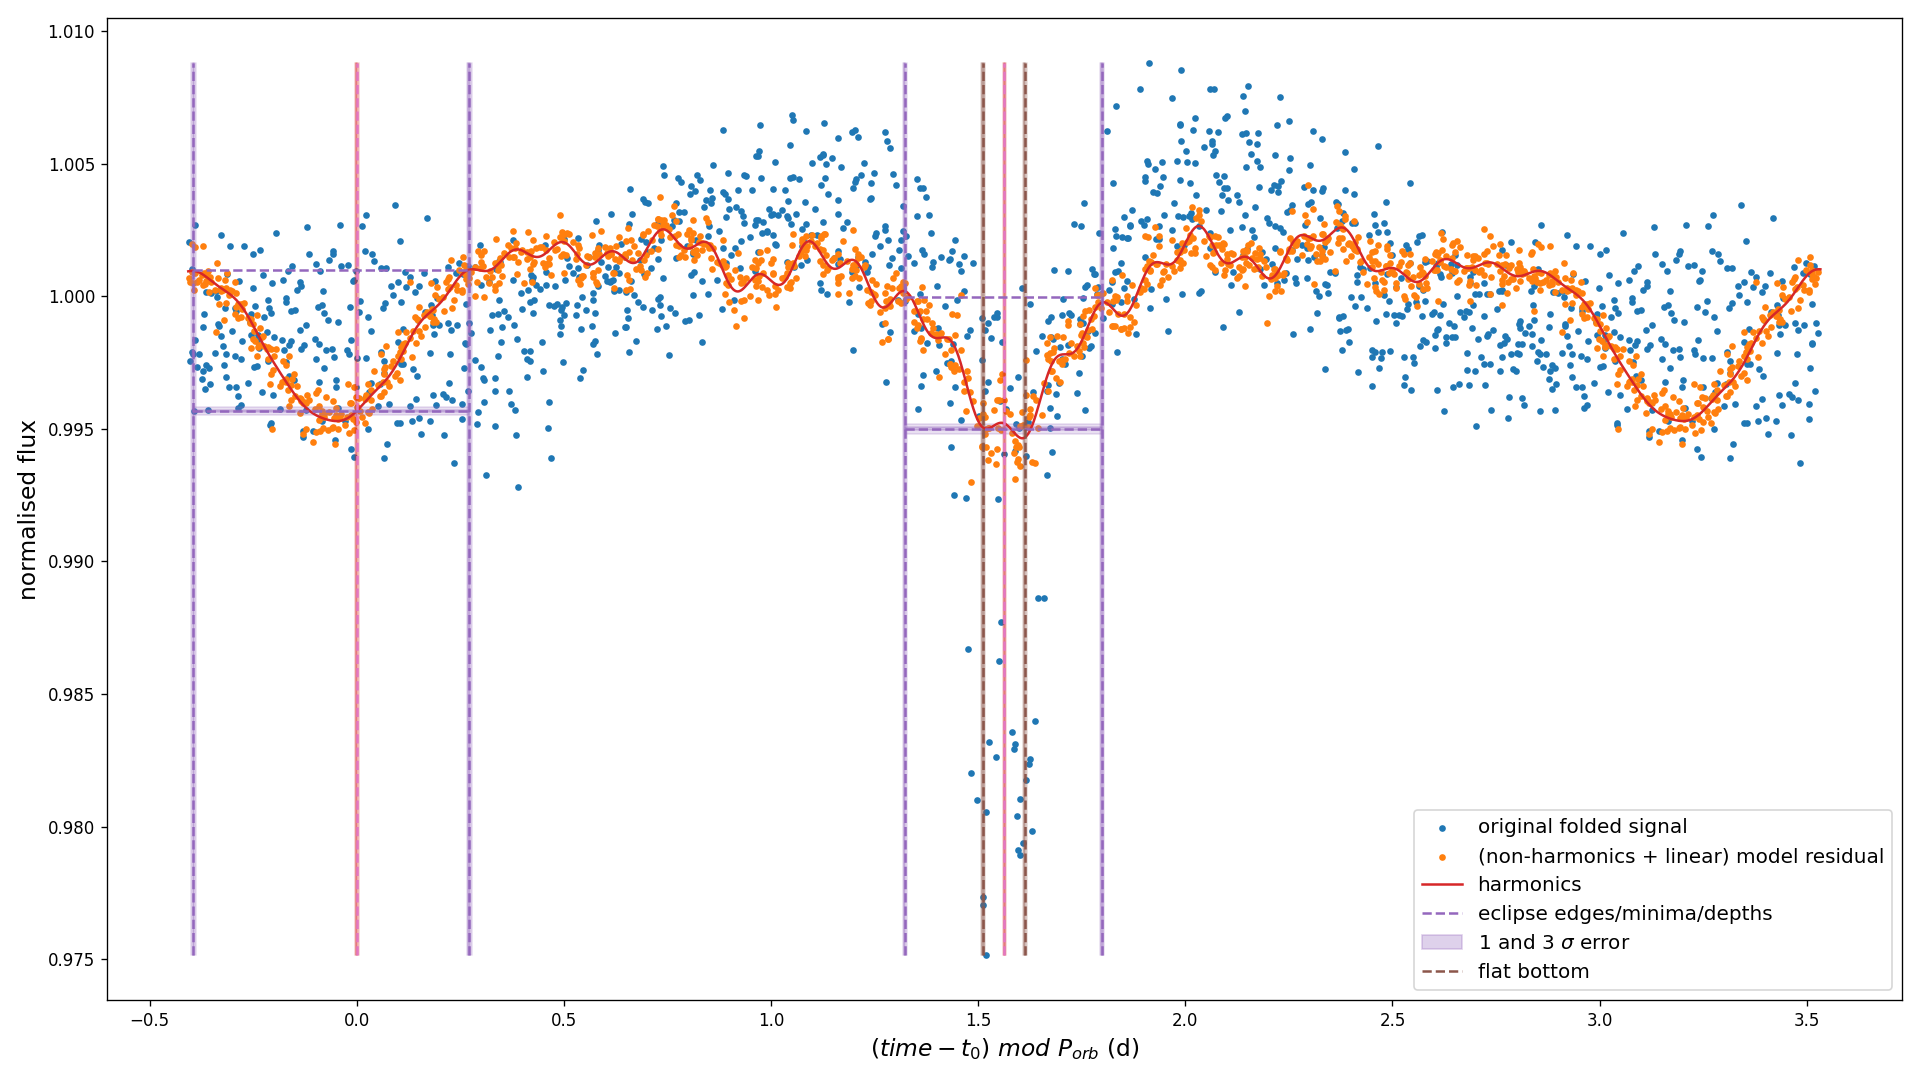 1.010
1.005
1.000
0.995
0.990
0.985
0.980
0.975
normalised flux
−0.5 0.0 0.5 1.0 1.5 2.0 2.5 3.0 3.5
(time − t₀) mod Pₒᵣ♭ (d)
original folded signal
(non-harmonics + linear) model residual
harmonics
eclipse edges/minima/depths
1 and 3 σ error
flat bottom